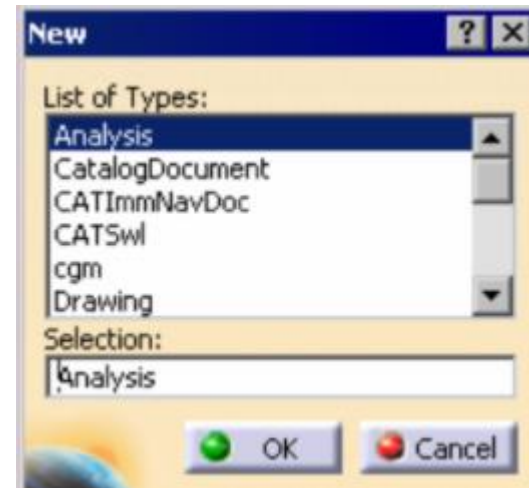 New
List of Types:
Analysis
CatalogDocument
CATImmNavDoc
CATSwl
cgm
Drawing
Selection:
Analysis
OK
Cancel